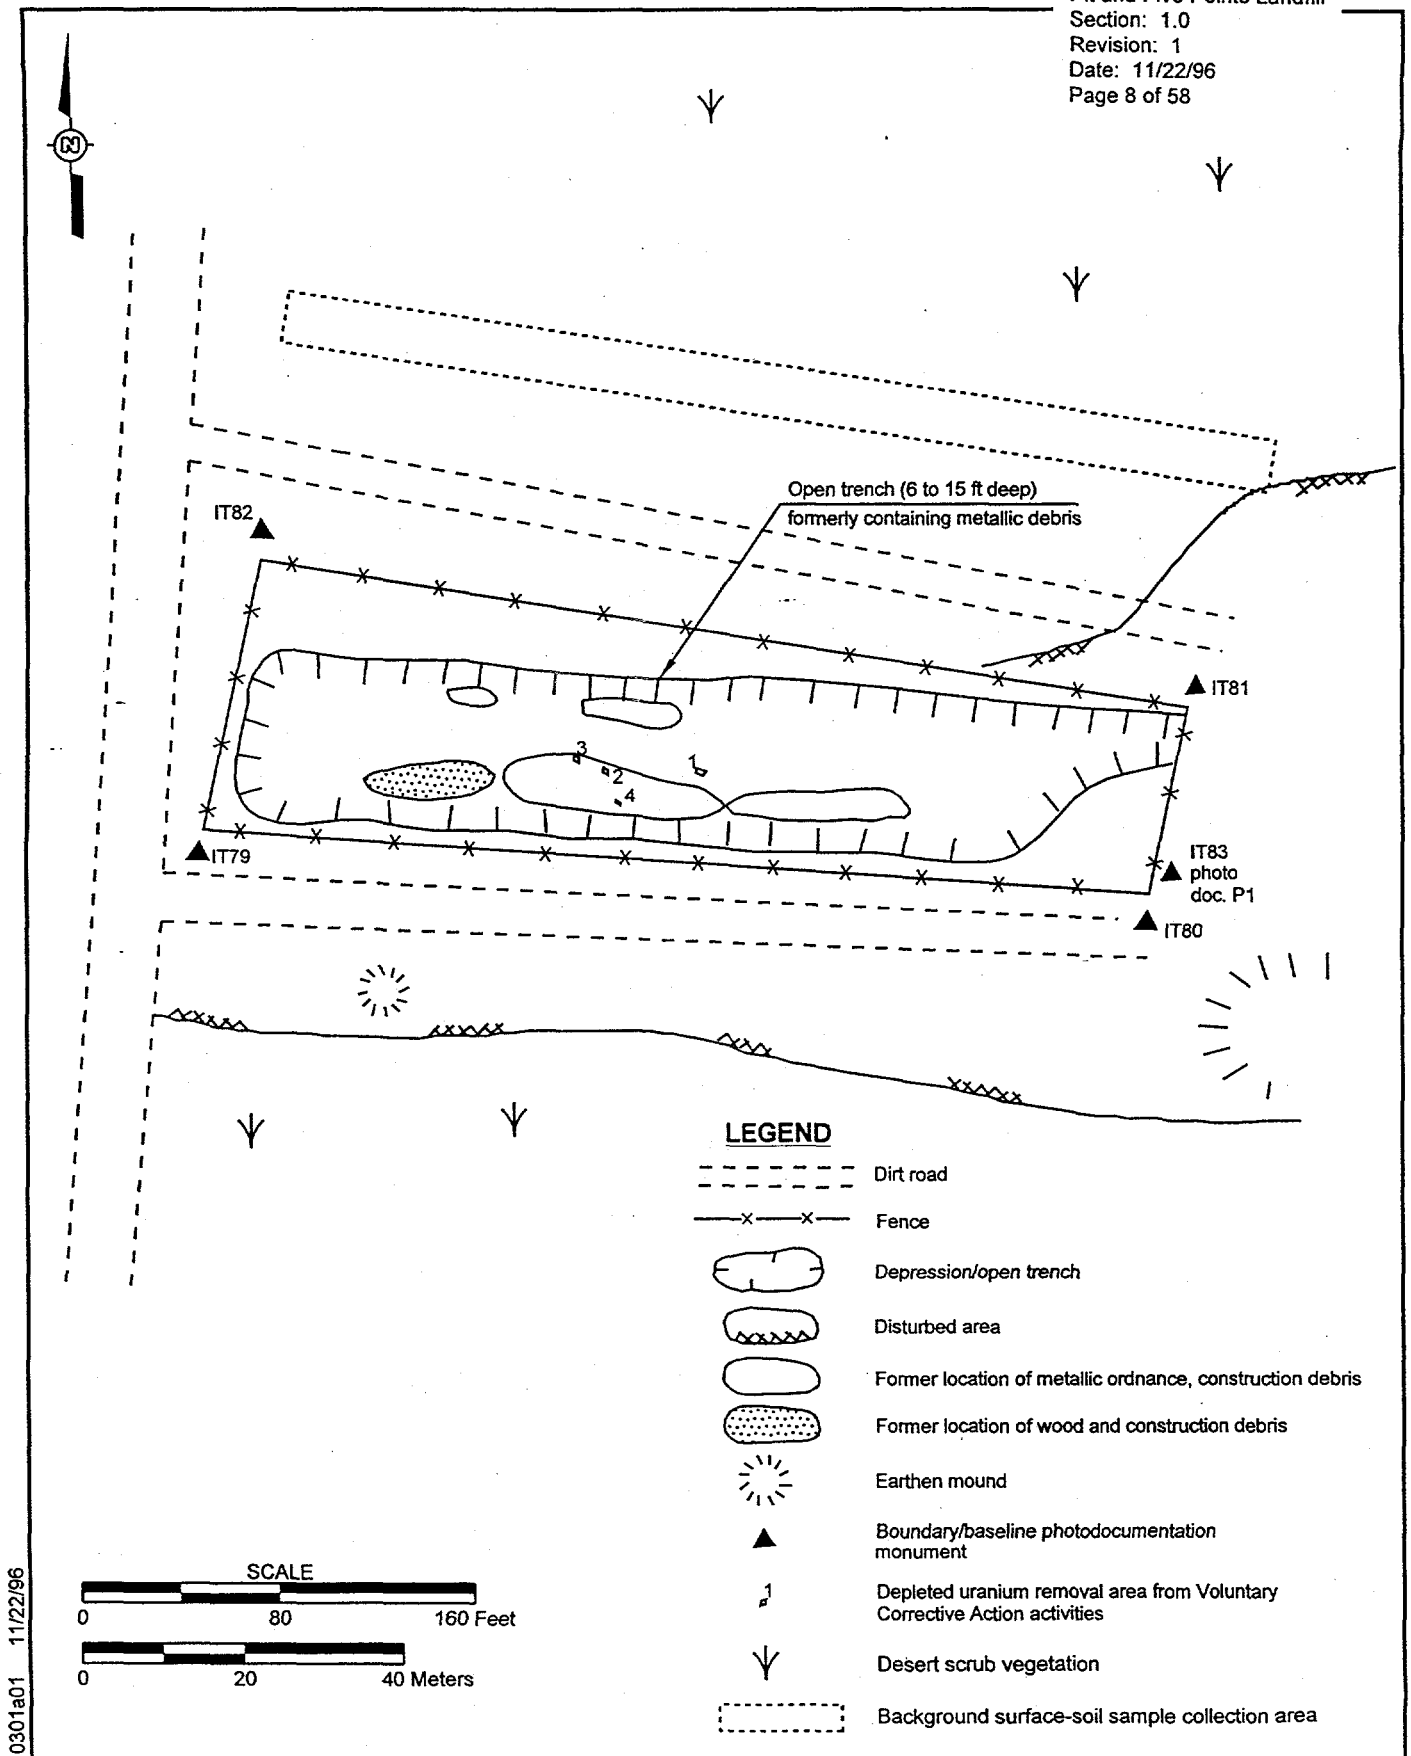 Section: 1.0
Revision: 1
Date: 11/22/96
Page 8 of 58
N
Open trench (6 to 15 ft deep)
formerly containing metallic debris
IT82
IT81
3
2
1
4
IT79
IT83
photo
doc. P1
IT80
LEGEND
Dirt road
Fence
Depression/open trench
Disturbed area
Former location of metallic ordnance, construction debris
Former location of wood and construction debris
Earthen mound
Boundary/baseline photodocumentation
monument
1
Depleted uranium removal area from Voluntary
Corrective Action activities
Desert scrub vegetation
Background surface-soil sample collection area
SCALE
0 80 160 Feet
0 20 40 Meters
0301a01 11/22/96